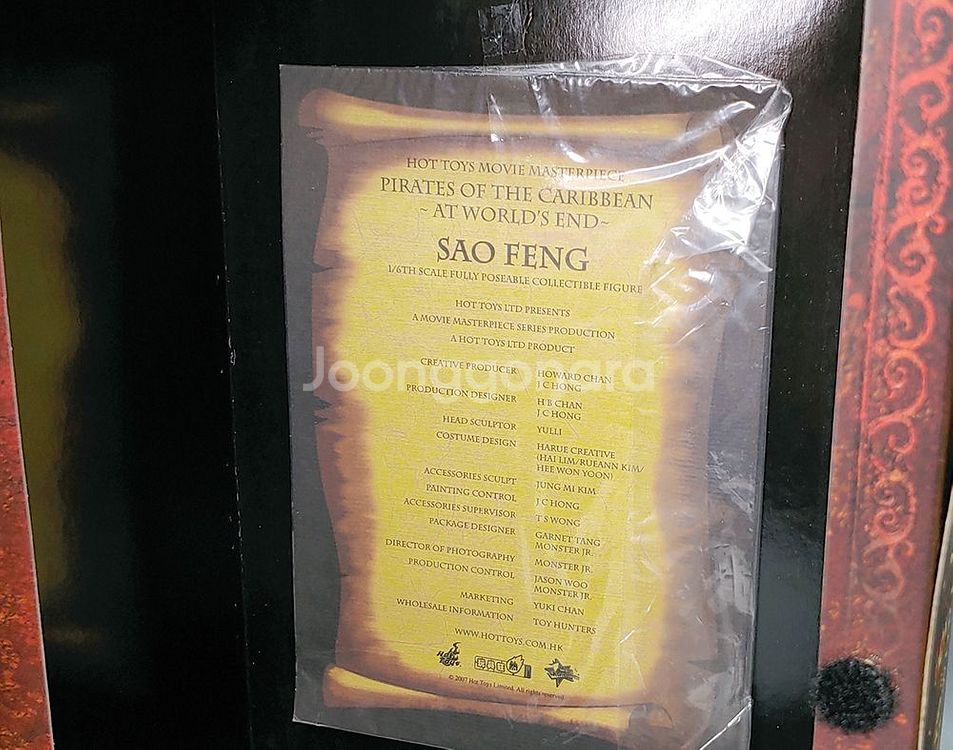 HOT TOYS MOVIE MASTERPIECE
PIRATES OF THE CARIBBEAN
~ AT WORLD'S END ~
SAO FENG
1/6TH SCALE FULLY POSEABLE COLLECTIBLE FIGURE
HOT TOYS LTD PRESENTS
A MOVIE MASTERPIECE SERIES PRODUCTION
A HOT TOYS LTD PRODUCT
CREATIVE PRODUCER HOWARD CHAN
J C HONG
PRODUCTION DESIGNER H B CHAN
J C HONG
HEAD SCULPTOR YULLI
COSTUME DESIGN HARUE CREATIVE
(HAI LIM/RUEANN KIM/
HEE WON YOON)
ACCESSORIES SCULPT JUNG MI KIM
PAINTING CONTROL J C HONG
ACCESSORIES SUPERVISOR T S WONG
PACKAGE DESIGNER GARNET TANG
MONSTER JR.
DIRECTOR OF PHOTOGRAPHY MONSTER JR.
PRODUCTION CONTROL JASON WOO
MONSTER JR.
MARKETING YUKI CHAN
WHOLESALE INFORMATION TOY HUNTERS
WWW.HOTTOYS.COM.HK
Hot Toys
© 2007 Hot Toys Limited. All rights reserved.
Joonggonara